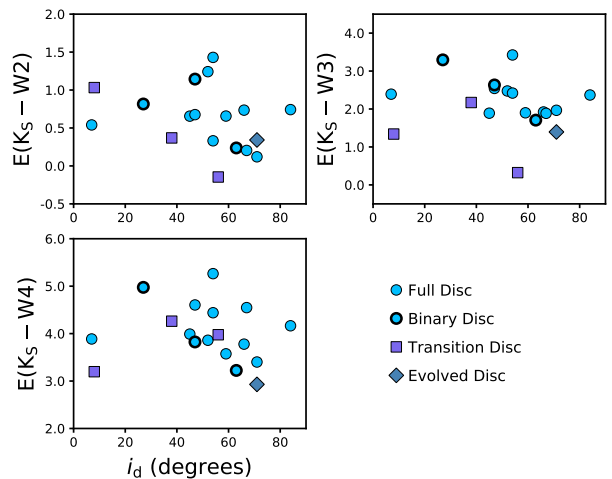 2.0
1.5
1.0
0.5
0.0
-0.5
0 20 40 60 80
E(K_S − W2)
4.0
3.0
2.0
1.0
0.0
0 20 40 60 80
E(K_S − W3)
6.0
5.0
4.0
3.0
2.0
0 20 40 60 80
E(K_S − W4)
i_d (degrees)
Full Disc
Binary Disc
Transition Disc
Evolved Disc